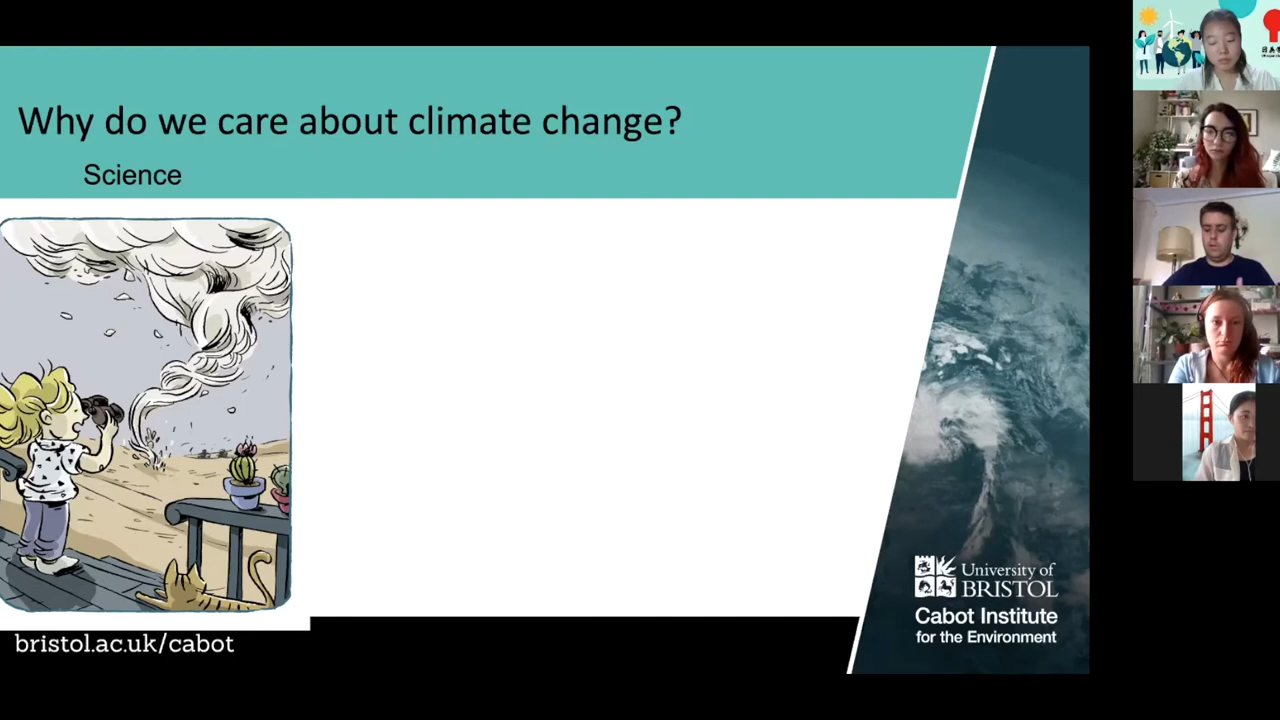 Why do we care about climate change?
Science
bristol.ac.uk/cabot
University of
BRISTOL
Cabot Institute
for the Environment